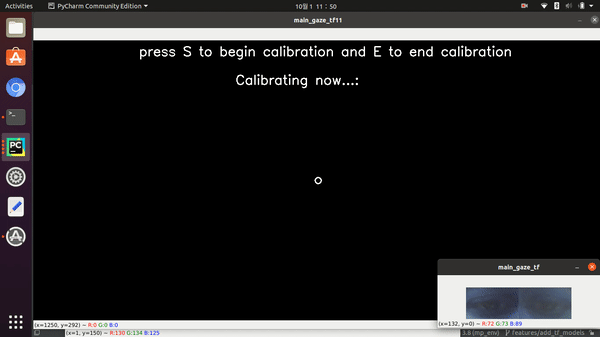 Activities
PyCharm Community Edition
10월 1 11 : 50
main_gaze_tf11
press S to begin calibration and E to end calibration
Calibrating now...:
PC
main_gaze_tf
(x=132, y=0) ~ R:72 G:73 B:89
(x=1250, y=292) ~ R:0 G:0 B:0
(x=1, y=150) ~ R:130 G:134 B:125
3.8 (mp_env)
features/add_tf_models